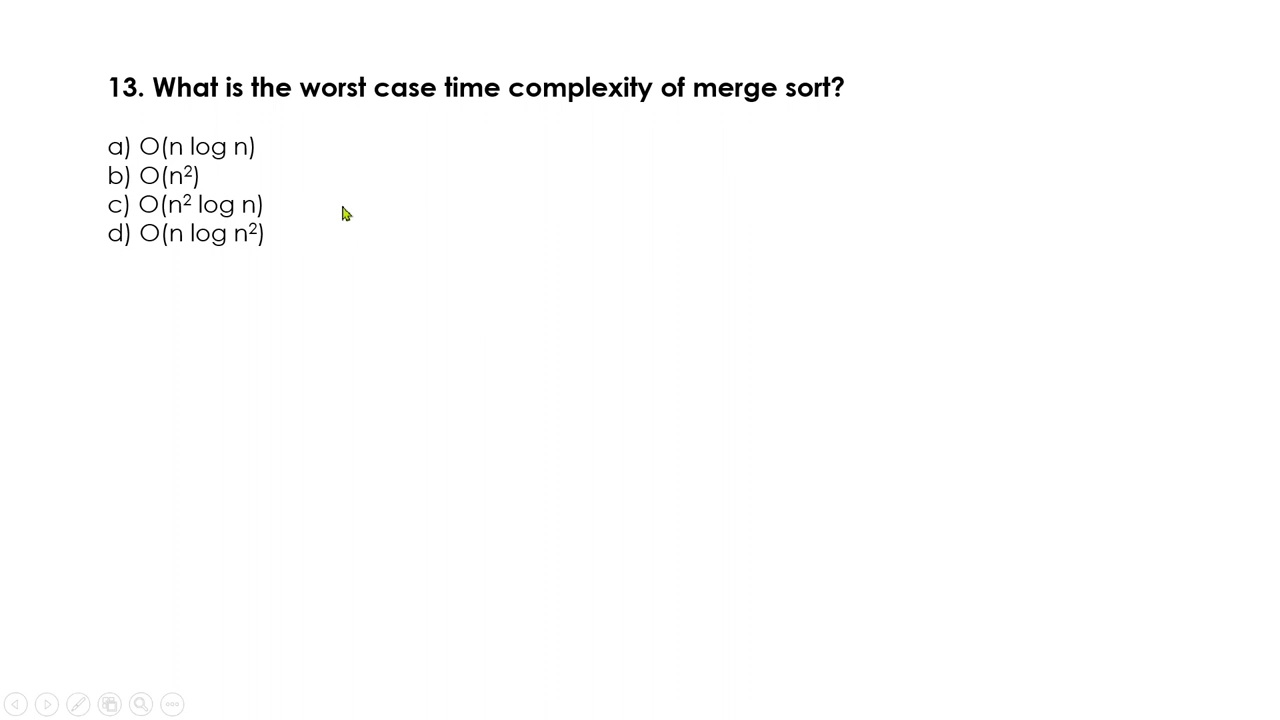 13. What is the worst case time complexity of merge sort?
a) O(n log n)
b) O(n²)
c) O(n² log n)
d) O(n log n²)